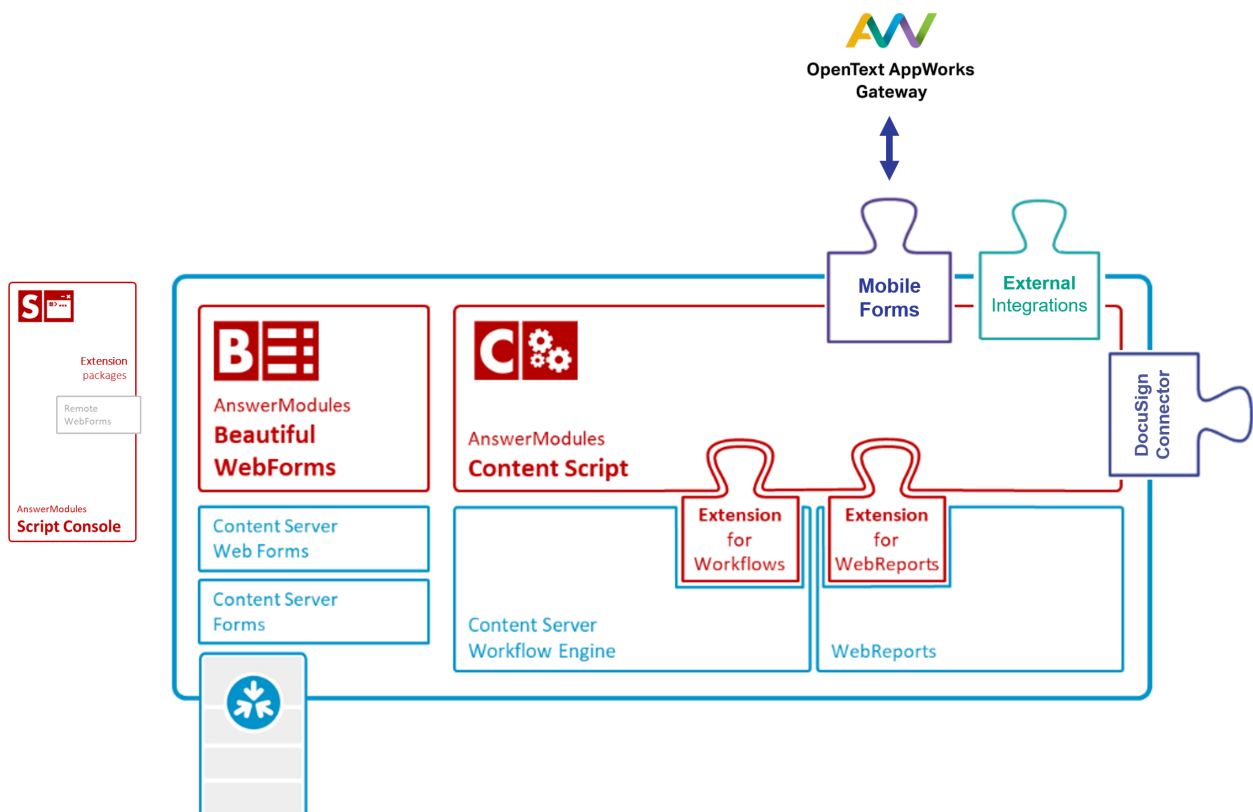 OpenText AppWorks
Gateway
Mobile
Forms
External
Integrations
DocuSign
Connector
S
#>...
Extension
packages
Remote
WebForms
AnswerModules
Script Console
B
AnswerModules
Beautiful
WebForms
C
AnswerModules
Content Script
Content Server
Web Forms
Content Server
Forms
Extension
for
Workflows
Extension
for
WebReports
Content Server
Workflow Engine
WebReports